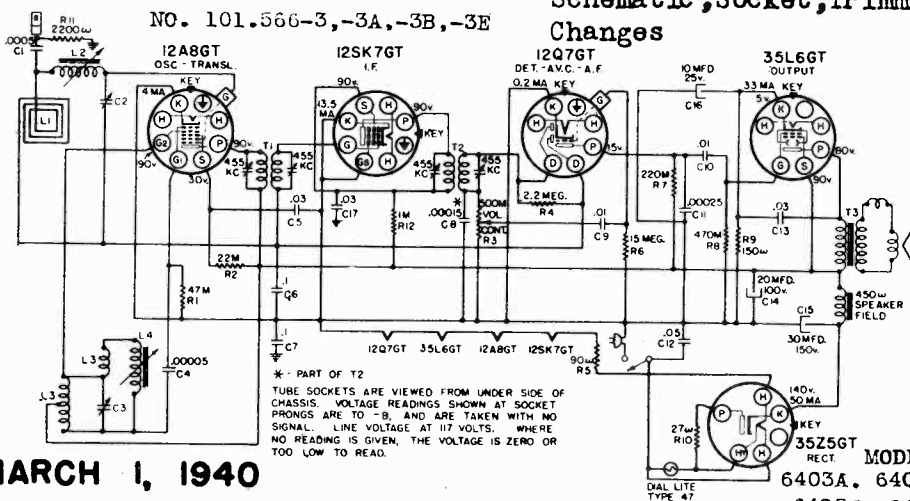 NO. 101.566-3,-3A,-3B,-3E
Schematic, Socket, Trimm
Changes
R11
2200ω
.0005
C1
L2
L1
C2
12A8GT
OSC - TRANSL.
KEY
4 MA
K
G
H
H
G2
P
G1
S
90v.
90v.
30v.
T1
455
KC
455
KC
12SK7GT
I.F.
90v.
13.5
MA
S
H
K
P
G
GS
H
90v.
KEY
T2
455
KC
455
KC
12Q7GT
DET. - A.V.C. - A.F.
0.2 MA
KEY
G
K
H
H
P
D
D
15v.
10 MFD
25v.
C16
35L6GT
OUTPUT
33 MA
KEY
5v.
K
H
H
P
G
S
80v.
90v.
.03
C5
.03
C17
1M
R12
*
.00015
C8
500M
VOL
CONT.
R3
2.2 MEG.
R4
.01
C9
15 MEG.
R6
220M
R7
.01
C10
.00025
C11
470M
R8
R9
150ω
.03
C13
T3
20 MFD.
100v.
C14
450ω
SPEAKER
FIELD
C15
30 MFD.
150v.
22M
R2
47M
R1
.1
C6
.1
C7
L3
L4
L3
C3
.00005
C4
12Q7GT 35L6GT 12A8GT 12SK7GT
90ω
R5
.05
C12
* - PART OF T2
TUBE SOCKETS ARE VIEWED FROM UNDER SIDE OF
CHASSIS. VOLTAGE READINGS SHOWN AT SOCKET
PRONGS ARE TO -B, AND ARE TAKEN WITH NO
SIGNAL. LINE VOLTAGE AT 117 VOLTS. WHERE
NO READING IS GIVEN, THE VOLTAGE IS ZERO OR
TOO LOW TO READ.
140v.
50 MA
H
P
K
H
KEY
27ω
R10
35Z5GT
RECT.
DIAL LITE
TYPE 47
MARCH 1, 1940
MODE
6403A. 640